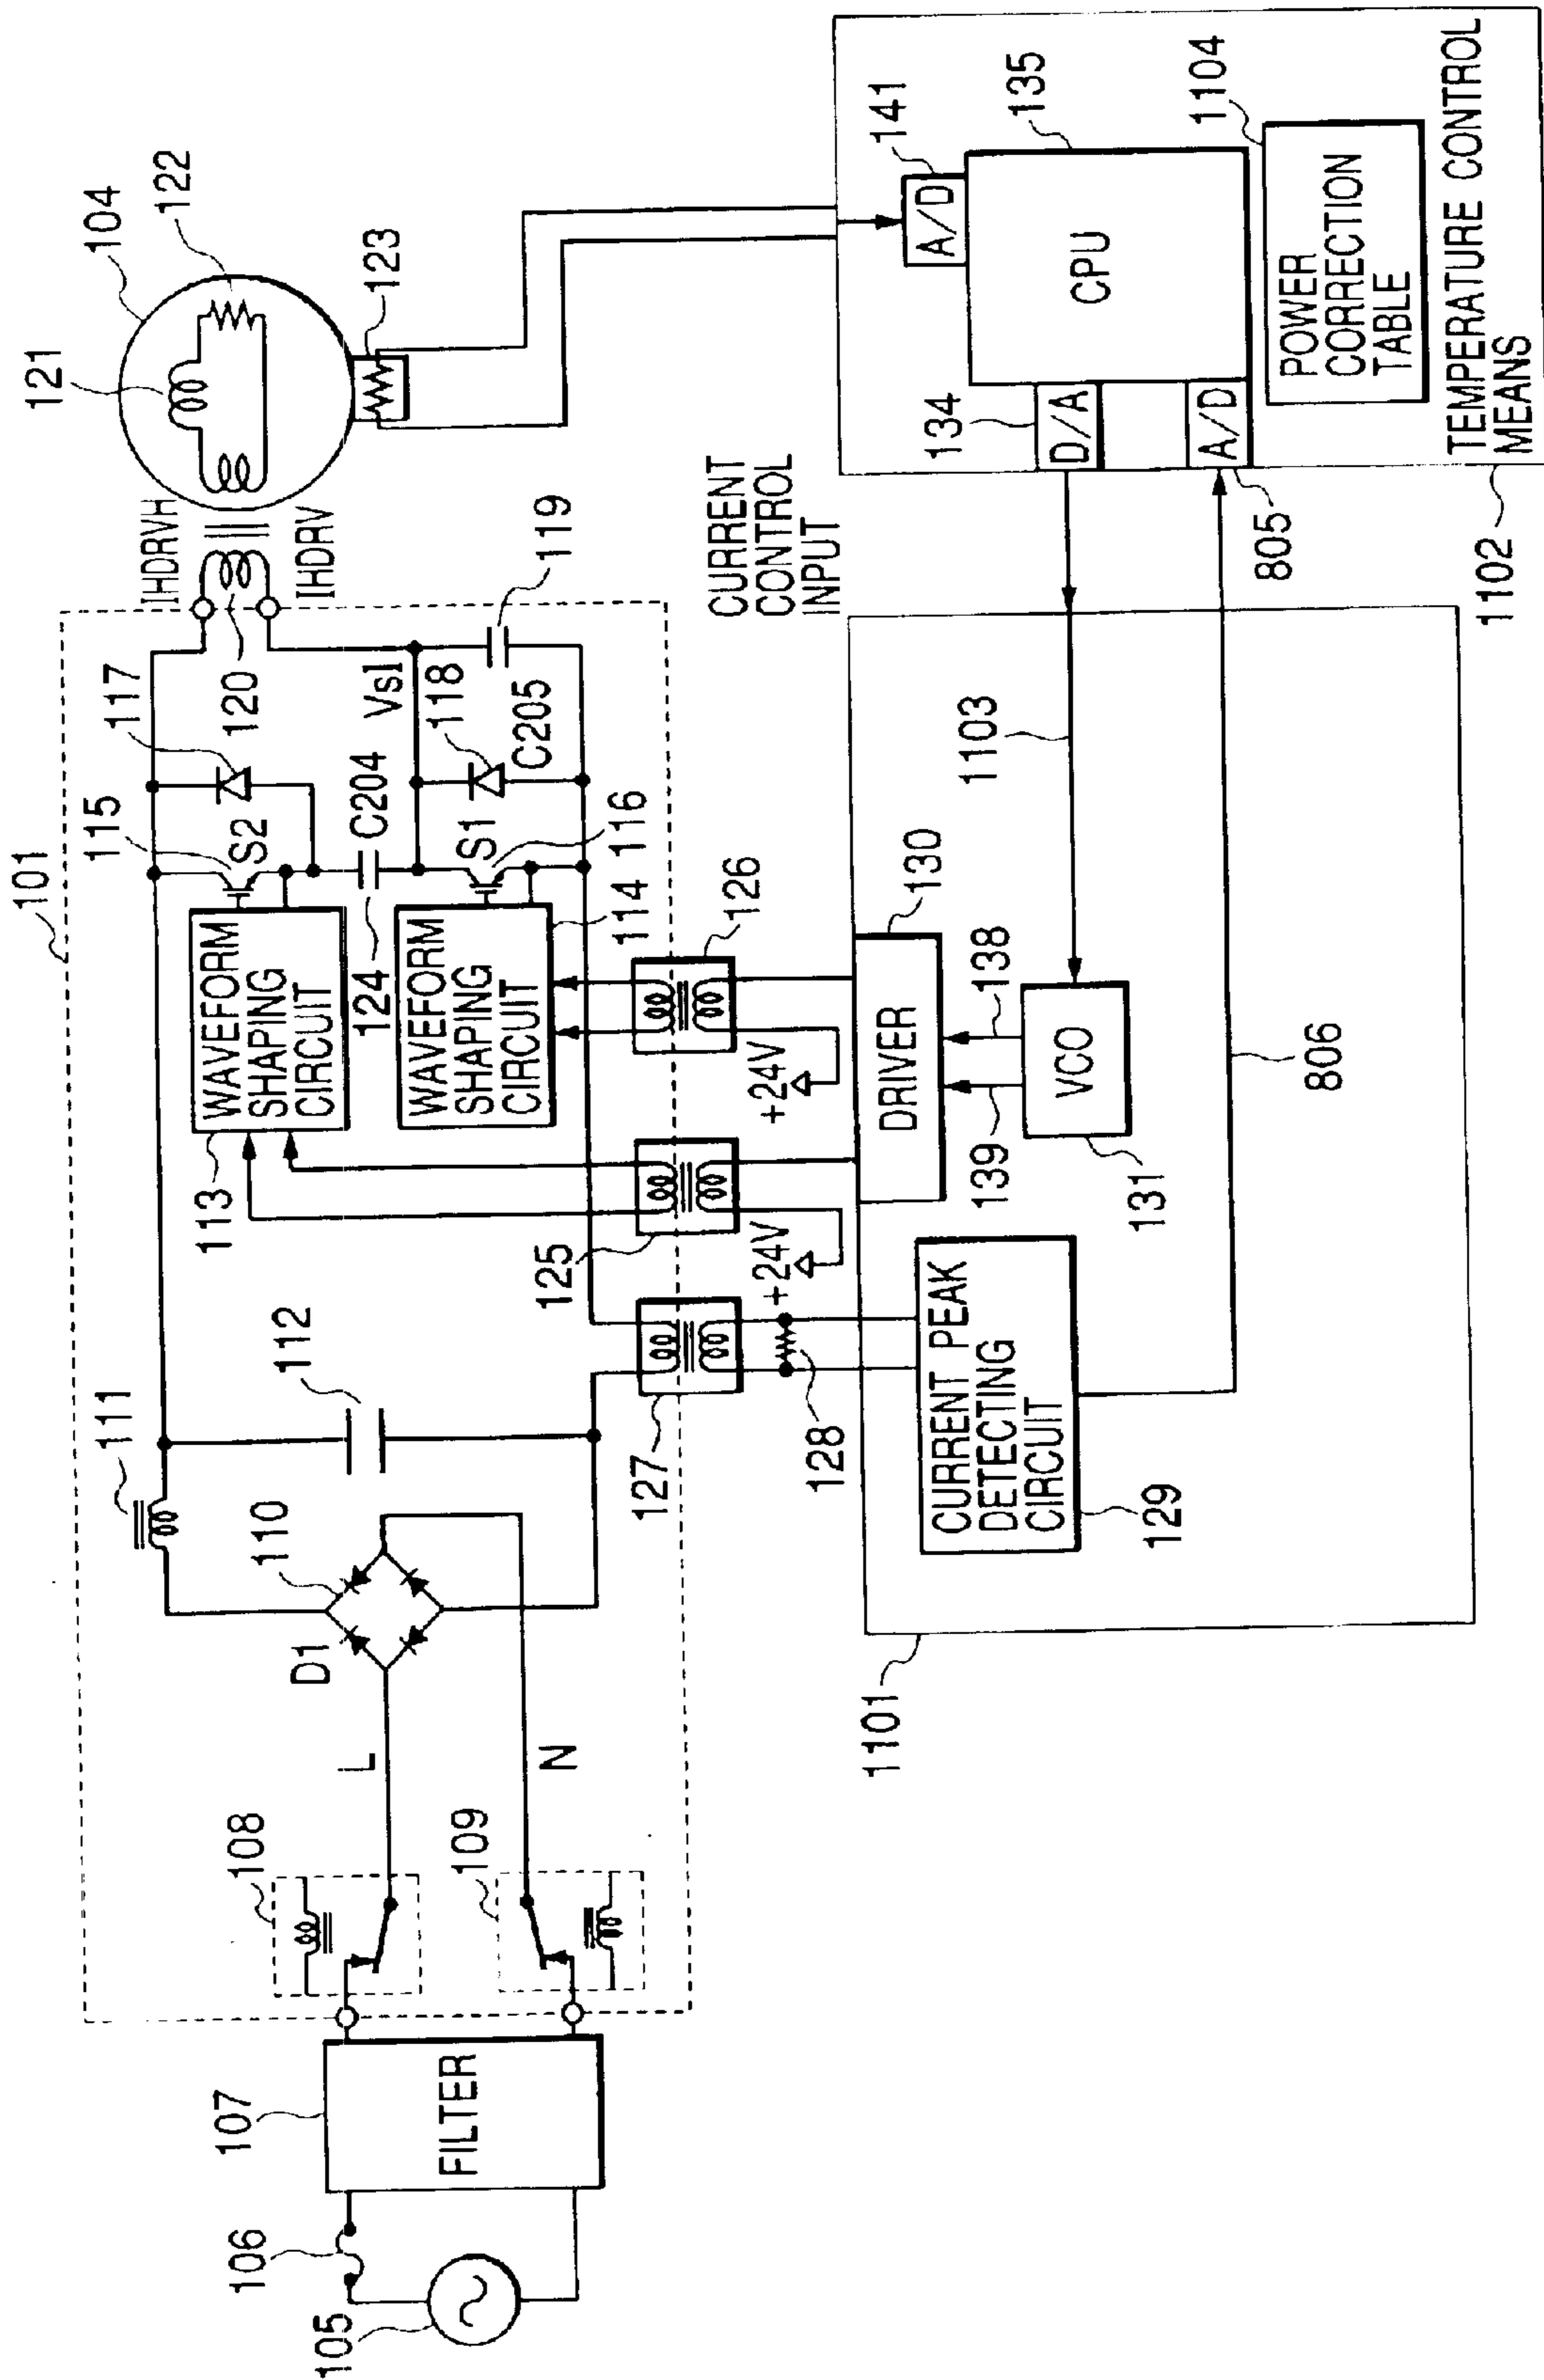 101
111
112
113
WAVEFORM
SHAPING
CIRCUIT
115
S2
117
IHDRVH
121
104
122
123
120
IHDRV
108
L
D1
110
124
C204
WAVEFORM
SHAPING
CIRCUIT
114
S1
116
Vs1
118
C205
119
107
FILTER
106
105
109
N
127
125
126
128
+24V
+24V
CURRENT
CONTROL
INPUT
134
D/A
141
A/D
135
CPU
A/D
805
POWER
CORRECTION
TABLE
1104
TEMPERATURE CONTROL
MEANS
1102
1101
CURRENT PEAK
DETECTING
CIRCUIT
129
DRIVER
130
139
138
VCO
131
1103
806